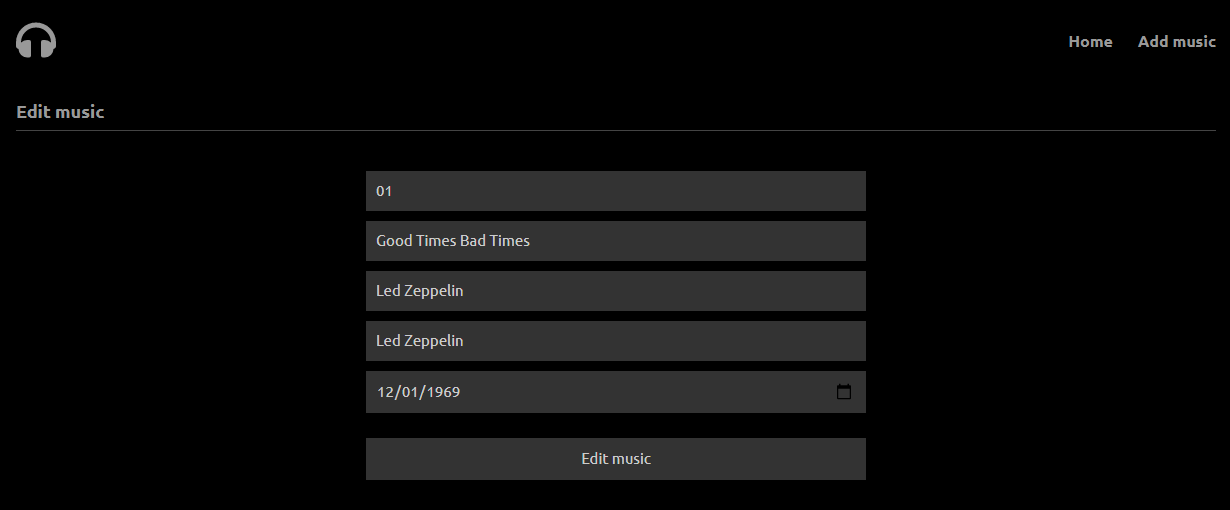 Home Add music
Edit music
01
Good Times Bad Times
Led Zeppelin
Led Zeppelin
12/01/1969
Edit music